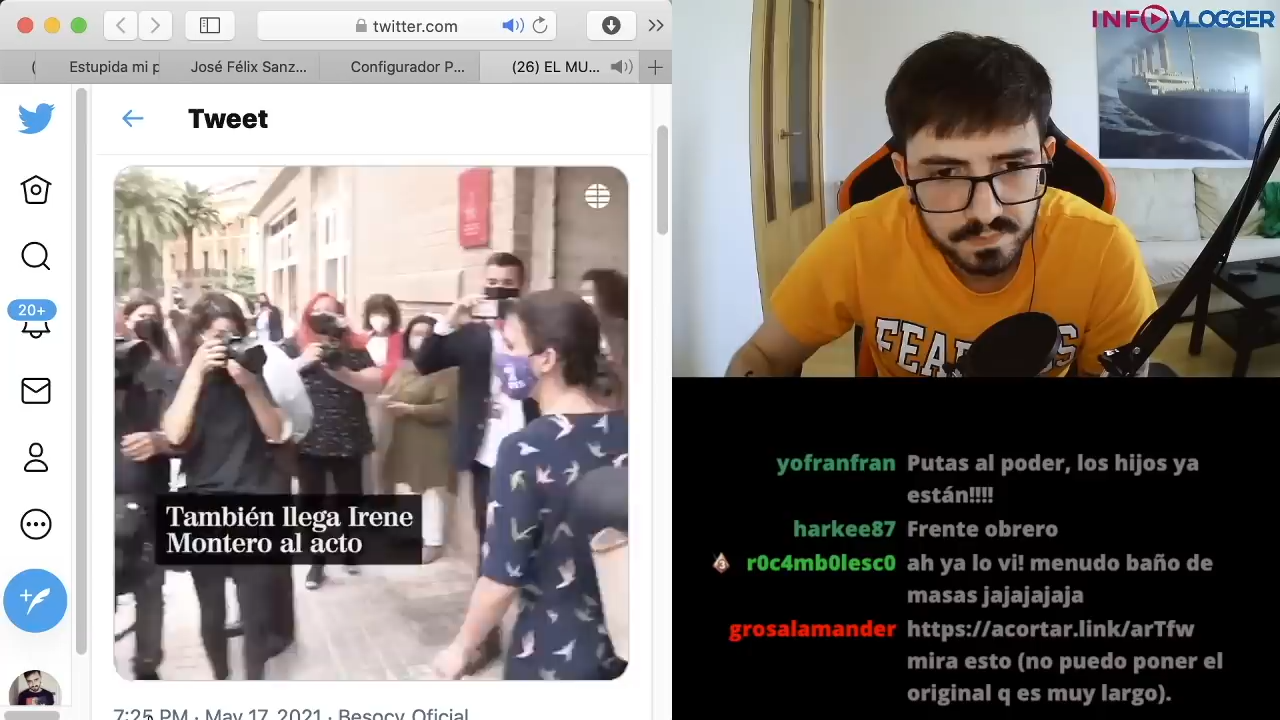 twitter.com
(
Estupida mi p
José Félix Sanz...
Configurador P...
(26) EL MU...
Tweet
20+
También llega Irene
Montero al acto
7:25 PM · May 17, 2021 · Besocy Oficial
INFOVLOGGER
FEA
S
yofranfran Putas al poder, los hijos ya
están!!!!
harkee87 Frente obrero
3 r0c4mb0lesc0 ah ya lo vi! menudo baño de
masas jajajajaja
grosalamander https://acortar.link/arTfw
mira esto (no puedo poner el
original q es muy largo).